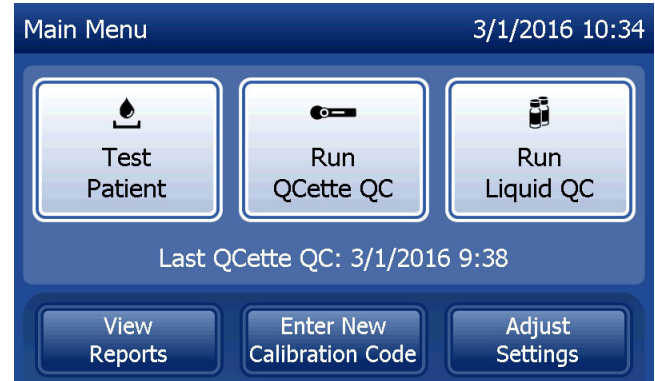 Main Menu 3/1/2016 10:34
Test
Patient
Run
QCette QC
Run
Liquid QC
Last QCette QC: 3/1/2016 9:38
View
Reports
Enter New
Calibration Code
Adjust
Settings